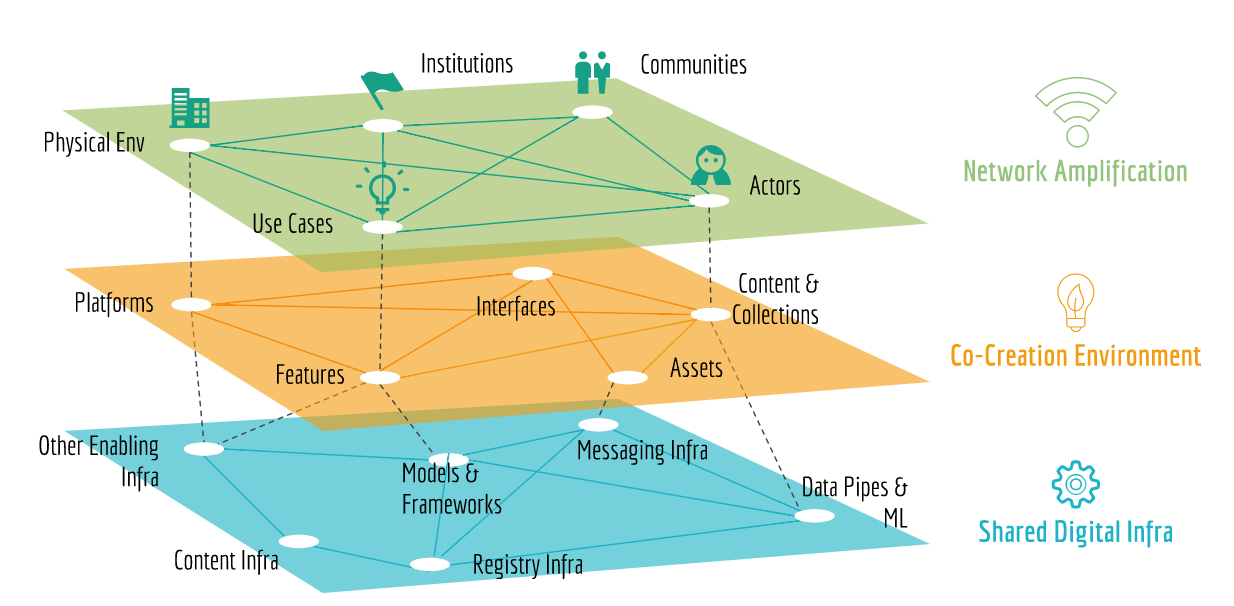 Institutions
Communities
Physical Env
Actors
Use Cases
Network Amplification
Platforms
Interfaces
Content &
Collections
Features
Assets
Co-Creation Environment
Other Enabling
Infra
Messaging Infra
Models &
Frameworks
Data Pipes &
ML
Content Infra
Registry Infra
Shared Digital Infra